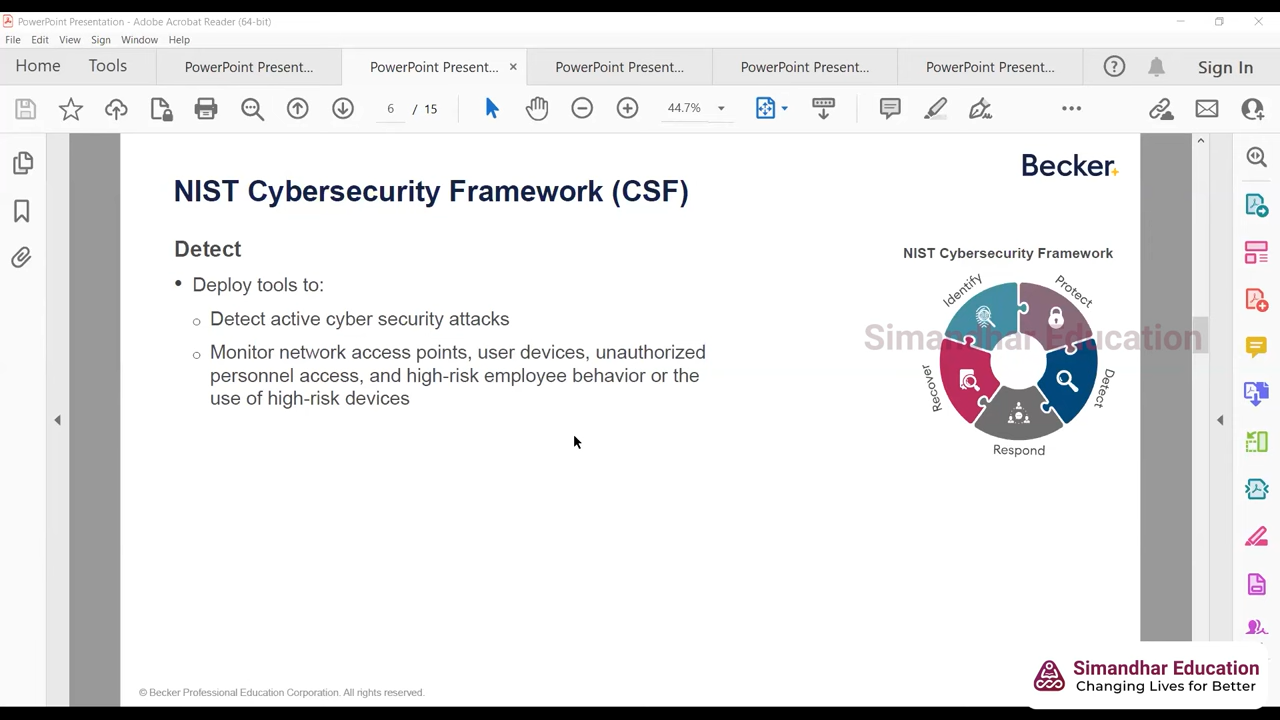 PowerPoint Presentation - Adobe Acrobat Reader (64-bit)
File Edit View Sign Window Help
Home Tools PowerPoint Present... PowerPoint Present... × PowerPoint Present... PowerPoint Present... PowerPoint Present... Sign In
6 / 15 44.7%
Becker
NIST Cybersecurity Framework (CSF)
Detect
• Deploy tools to:
○ Detect active cyber security attacks
○ Monitor network access points, user devices, unauthorized
personnel access, and high-risk employee behavior or the
use of high-risk devices
NIST Cybersecurity Framework
Identify
Protect
Simandhar Education
Recover
Detect
Respond
© Becker Professional Education Corporation. All rights reserved.
Simandhar Education
Changing Lives for Better